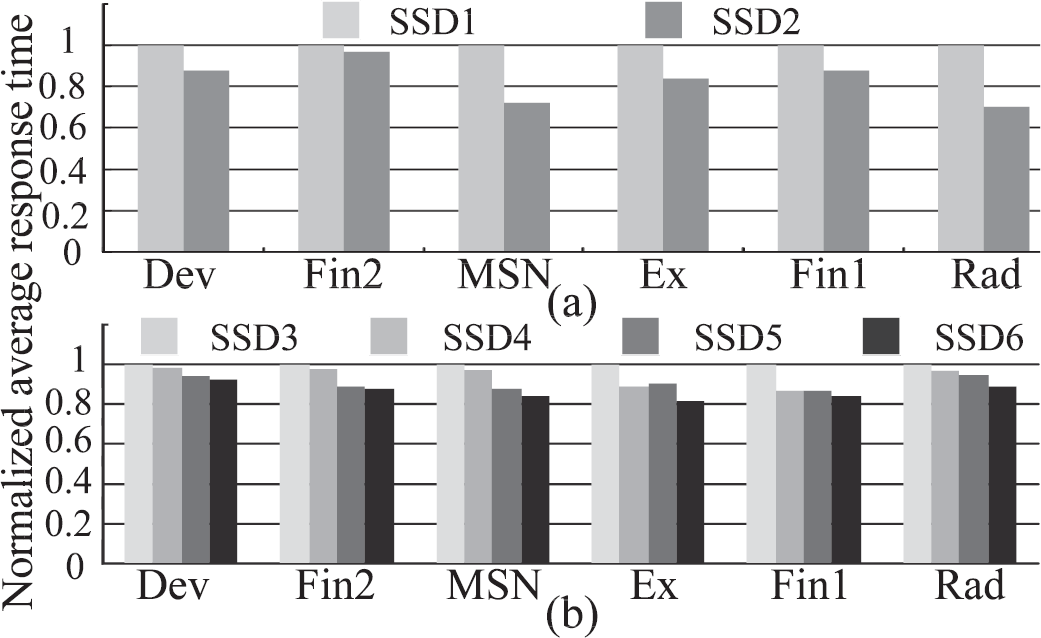 Normalized average response time
SSD1 SSD2
1
0.8
0.6
0.4
0.2
0
Dev Fin2 MSN Ex Fin1 Rad
(a)
SSD3 SSD4 SSD5 SSD6
1
0.8
0.6
0.4
0.2
0
Dev Fin2 MSN Ex Fin1 Rad
(b)